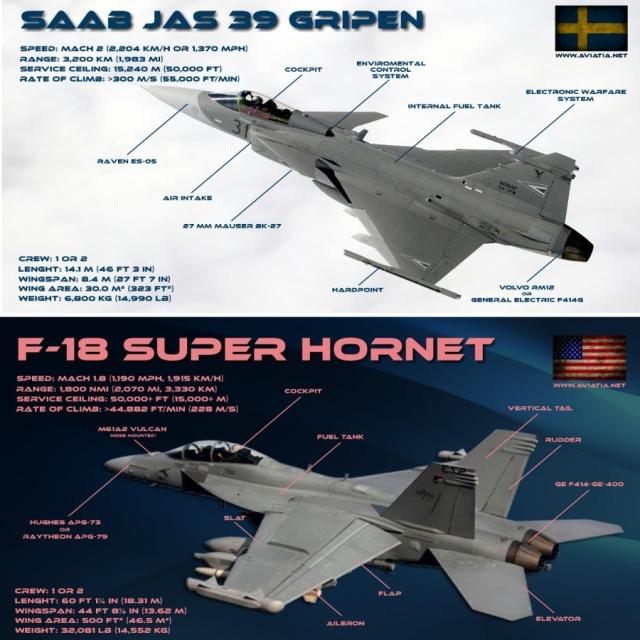 SAAB JAS 39 GRIPEN
WWW.AVIATIA.NET
SPEED: MACH 2 (2,204 KM/H OR 1,370 MPH)
RANGE: 3,200 KM (1,983 MI)
SERVICE CEILING: 15,240 M (50,000 FT)
RATE OF CLIMB: >300 M/S (55,000 FT/MIN)
COCKPIT
ENVIROMENTAL
CONTROL
SYSTEM
INTERNAL FUEL TANK
ELECTRONIC WARFARE
SYSTEM
31
RAVEN ES-05
AIR INTAKE
27 MM MAUSER BK-27
CREW: 1 OR 2
LENGHT: 14.1 M (46 FT 3 IN)
WINGSPAN: 8.4 M (27 FT 7 IN)
WING AREA: 30.0 M² (323 FT²)
WEIGHT: 6,800 KG (14,990 LB)
HARDPOINT
VOLVO RM12
OR
GENERAL ELECTRIC F414G
F-18 SUPER HORNET
WWW.AVIATIA.NET
SPEED: MACH 1.8 (1,190 MPH, 1,915 KM/H)
RANGE: 1,800 NMI (2,070 MI, 3,330 KM)
SERVICE CEILING: 50,000+ FT (15,000+ M)
RATE OF CLIMB: >44,882 FT/MIN (228 M/S)
COCKPIT
VERTICAL TAIL
M61A2 VULCAN
(NOSE MOUNTED)
FUEL TANK
RUDDER
GE F414-GE-400
HUGHES APG-73
OR
RAYTHEON APG-79
SLAT
FLAP
AILERON
ELEVATOR
CREW: 1 OR 2
LENGHT: 60 FT 1¼ IN (18.31 M)
WINGSPAN: 44 FT 8½ IN (13.62 M)
WING AREA: 500 FT² (46.5 M²)
WEIGHT: 32,081 LB (14,552 KG)